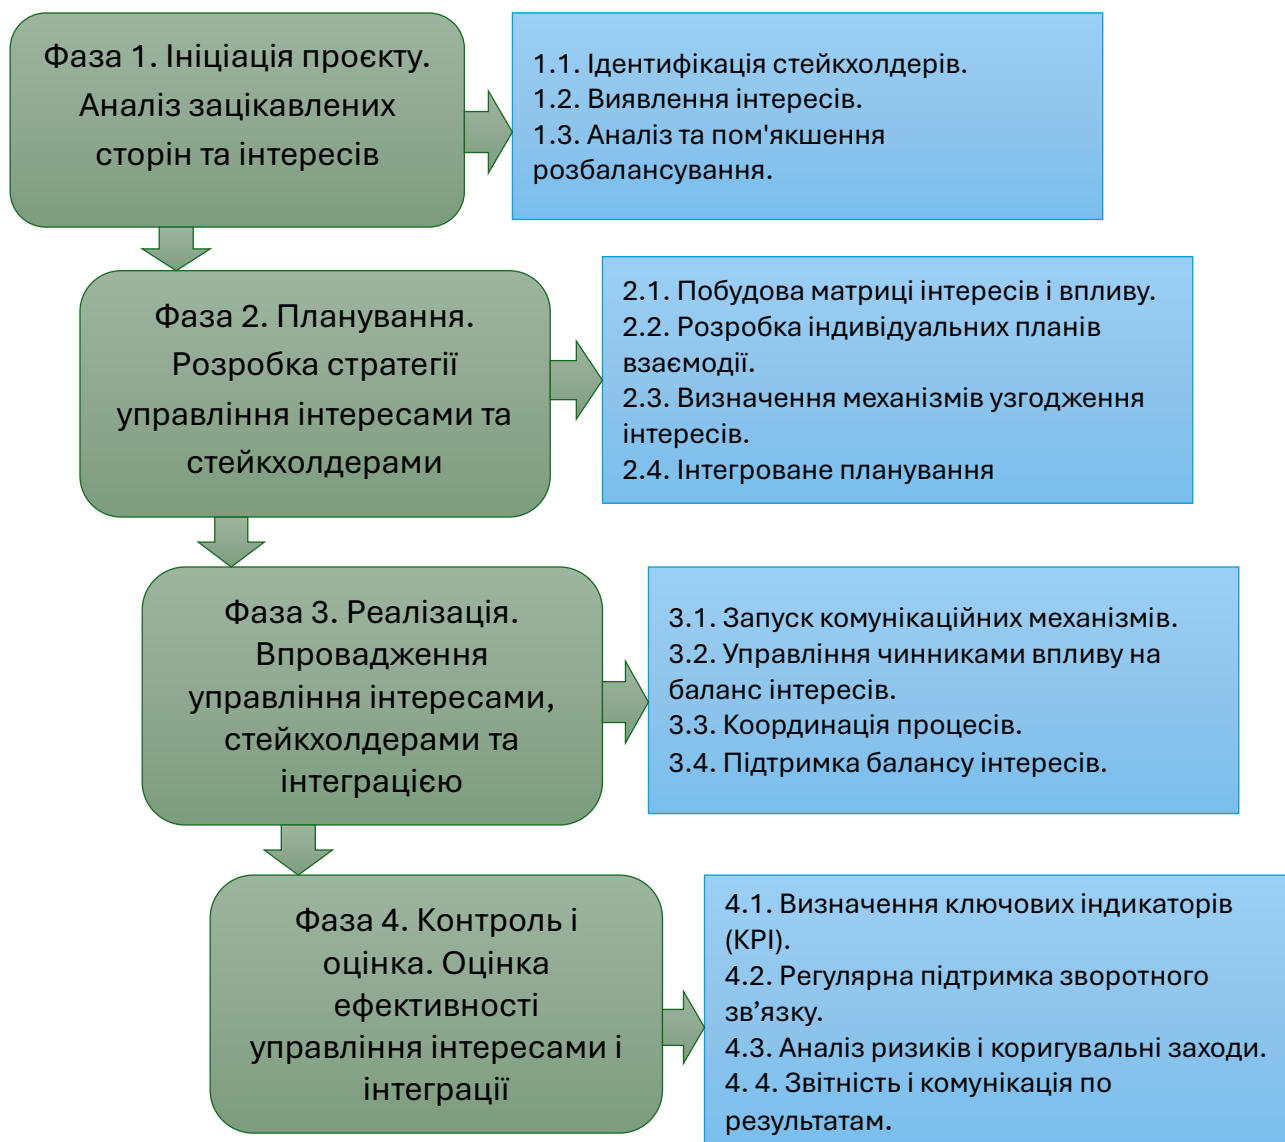 Фаза 1. Ініціація проєкту.
Аналіз зацікавлених
сторін та інтересів
1.1. Ідентифікація стейкхолдерів.
1.2. Виявлення інтересів.
1.3. Аналіз та пом'якшення
розбалансування.
Фаза 2. Планування.
Розробка стратегії
управління інтересами та
стейкхолдерами
2.1. Побудова матриці інтересів і впливу.
2.2. Розробка індивідуальних планів
взаємодії.
2.3. Визначення механізмів узгодження
інтересів.
2.4. Інтегроване планування
Фаза 3. Реалізація.
Впровадження
управління інтересами,
стейкхолдерами та
інтеграцією
3.1. Запуск комунікаційних механізмів.
3.2. Управління чинниками впливу на
баланс інтересів.
3.3. Координація процесів.
3.4. Підтримка балансу інтересів.
Фаза 4. Контроль і
оцінка. Оцінка
ефективності
управління інтересами і
інтеграції
4.1. Визначення ключових індикаторів
(KPI).
4.2. Регулярна підтримка зворотного
зв’язку.
4.3. Аналіз ризиків і коригувальні заходи.
4. 4. Звітність і комунікація по
результатам.